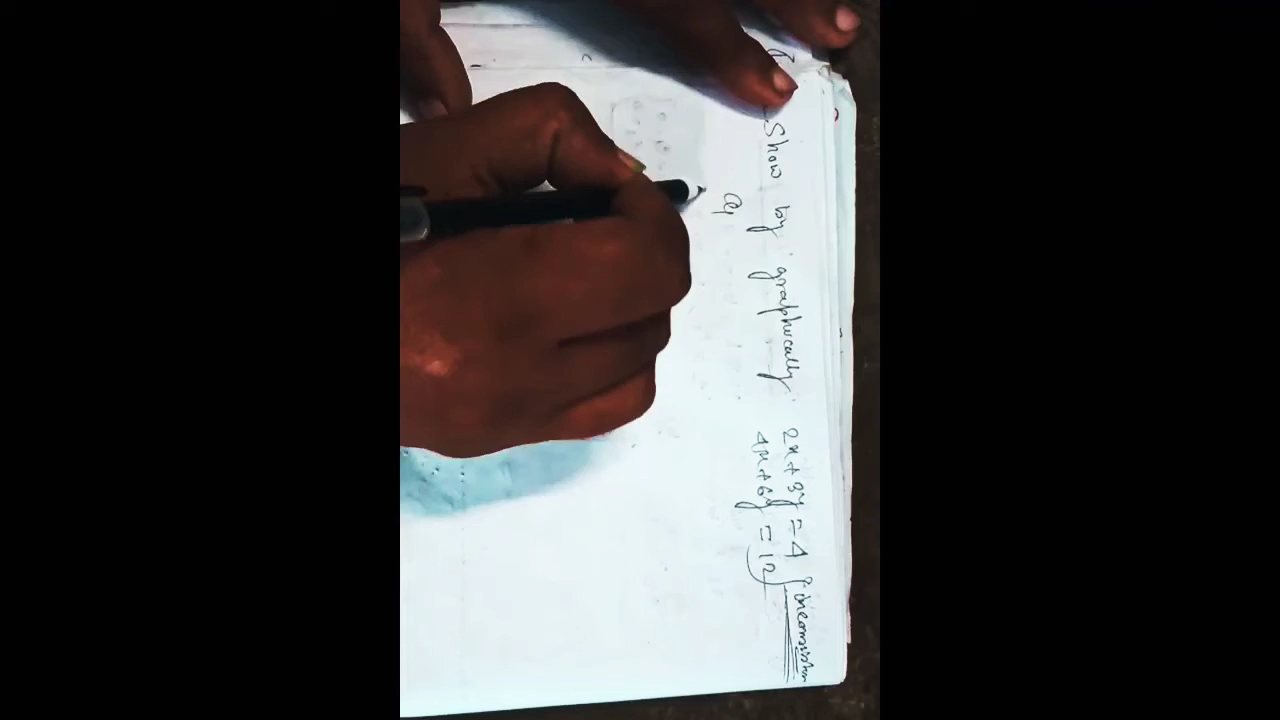 Show by graphically 2x + 3y = 4
4x + 6y = 12